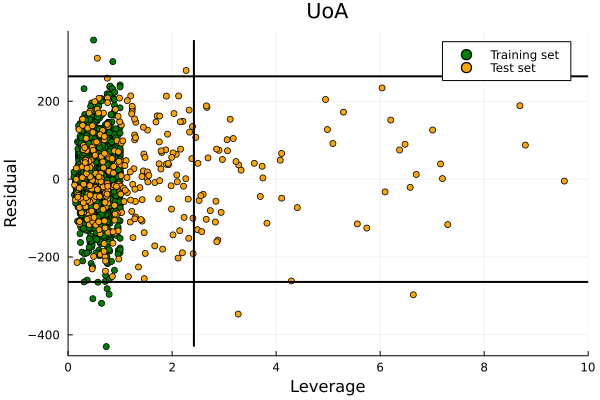 UoA
Training set
Test set
Residual
200
0
−200
−400
0
2
4
6
8
10
Leverage